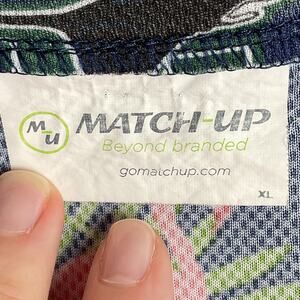 MU MATCH-UP
Beyond branded
gomatchup.com
XL